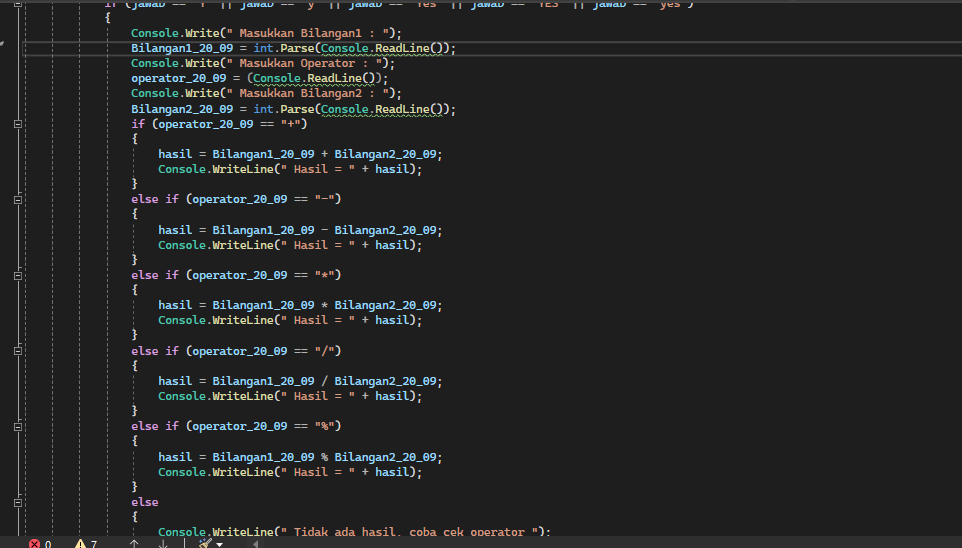 if (jawab == "Y" || jawab == "y" || jawab == "Yes" || jawab == "YES" || jawab == "yes")
{
Console.Write(" Masukkan Bilangan1 : ");
Bilangan1_20_09 = int.Parse(Console.ReadLine());
Console.Write(" Masukkan Operator : ");
operator_20_09 = (Console.ReadLine());
Console.Write(" Masukkan Bilangan2 : ");
Bilangan2_20_09 = int.Parse(Console.ReadLine());
if (operator_20_09 == "+")
{
hasil = Bilangan1_20_09 + Bilangan2_20_09;
Console.WriteLine(" Hasil = " + hasil);
}
else if (operator_20_09 == "-")
{
hasil = Bilangan1_20_09 - Bilangan2_20_09;
Console.WriteLine(" Hasil = " + hasil);
}
else if (operator_20_09 == "*")
{
hasil = Bilangan1_20_09 * Bilangan2_20_09;
Console.WriteLine(" Hasil = " + hasil);
}
else if (operator_20_09 == "/")
{
hasil = Bilangan1_20_09 / Bilangan2_20_09;
Console.WriteLine(" Hasil = " + hasil);
}
else if (operator_20_09 == "%")
{
hasil = Bilangan1_20_09 % Bilangan2_20_09;
Console.WriteLine(" Hasil = " + hasil);
}
else
{
Console.WriteLine(" Tidak ada hasil, coba cek operator ");
0 7